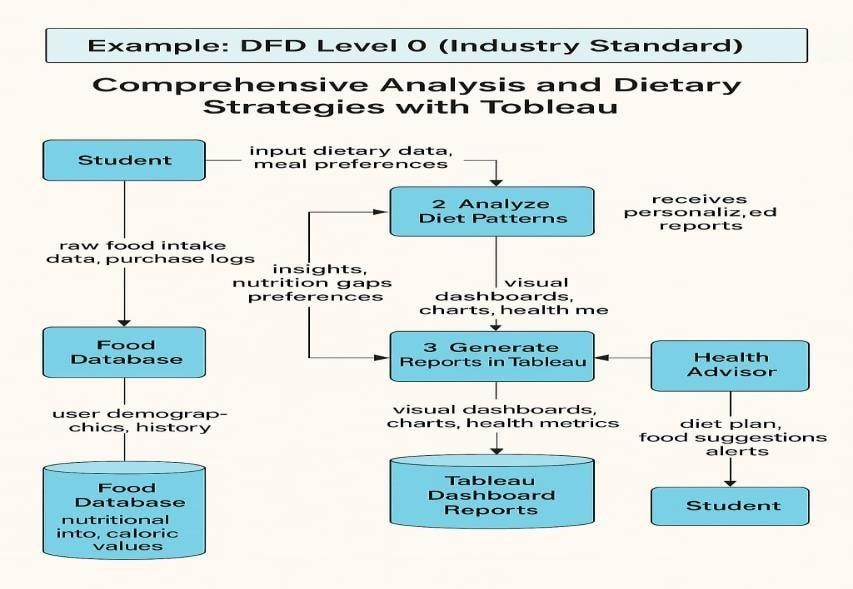 Example: DFD Level 0 (Industry Standard)
Comprehensive Analysis and Dietary
Strategies with Tobleau
Student
input dietary data,
meal preferences
2 Analyze
Diet Patterns
receives
personaliz,ed
reports
raw food intake
data, purchase logs
insights,
nutrition gaps
preferences
visual
dashboards,
charts, health me
Food
Database
3 Generate
Reports in Tableau
Health
Advisor
user demograp-
chics, history
visual dashboards,
charts, health metrics
diet plan,
food suggestions
alerts
Food
Database
nutritional
into, caloric
values
Tableau
Dashboard
Reports
Student